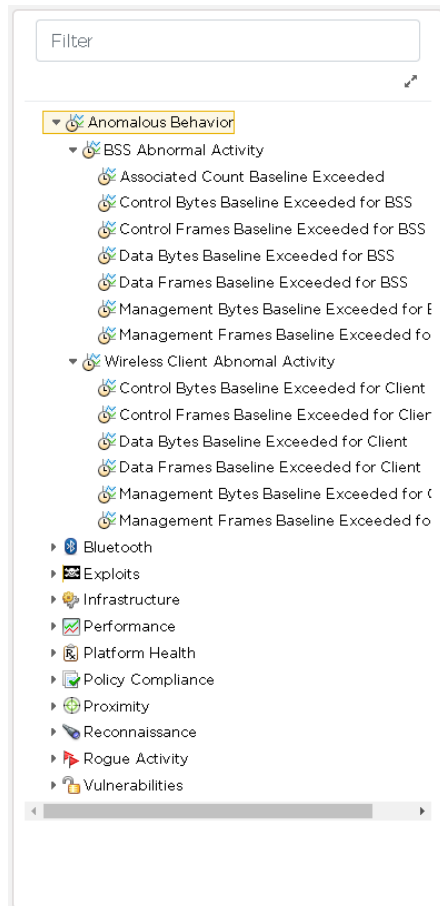 Filter
Anomalous Behavior
BSS Abnormal Activity
Associated Count Baseline Exceeded
Control Bytes Baseline Exceeded for BSS
Control Frames Baseline Exceeded for BSS
Data Bytes Baseline Exceeded for BSS
Data Frames Baseline Exceeded for BSS
Management Bytes Baseline Exceeded for
Management Frames Baseline Exceeded fo
Wireless Client Abnomal Activity
Control Bytes Baseline Exceeded for Client
Control Frames Baseline Exceeded for Clien
Data Bytes Baseline Exceeded for Client
Data Frames Baseline Exceeded for Client
Management Bytes Baseline Exceeded for
Management Frames Baseline Exceeded fo
Bluetooth
Exploits
Infrastructure
Performance
Platform Health
Policy Compliance
Proximity
Reconnaissance
Rogue Activity
Vulnerabilities